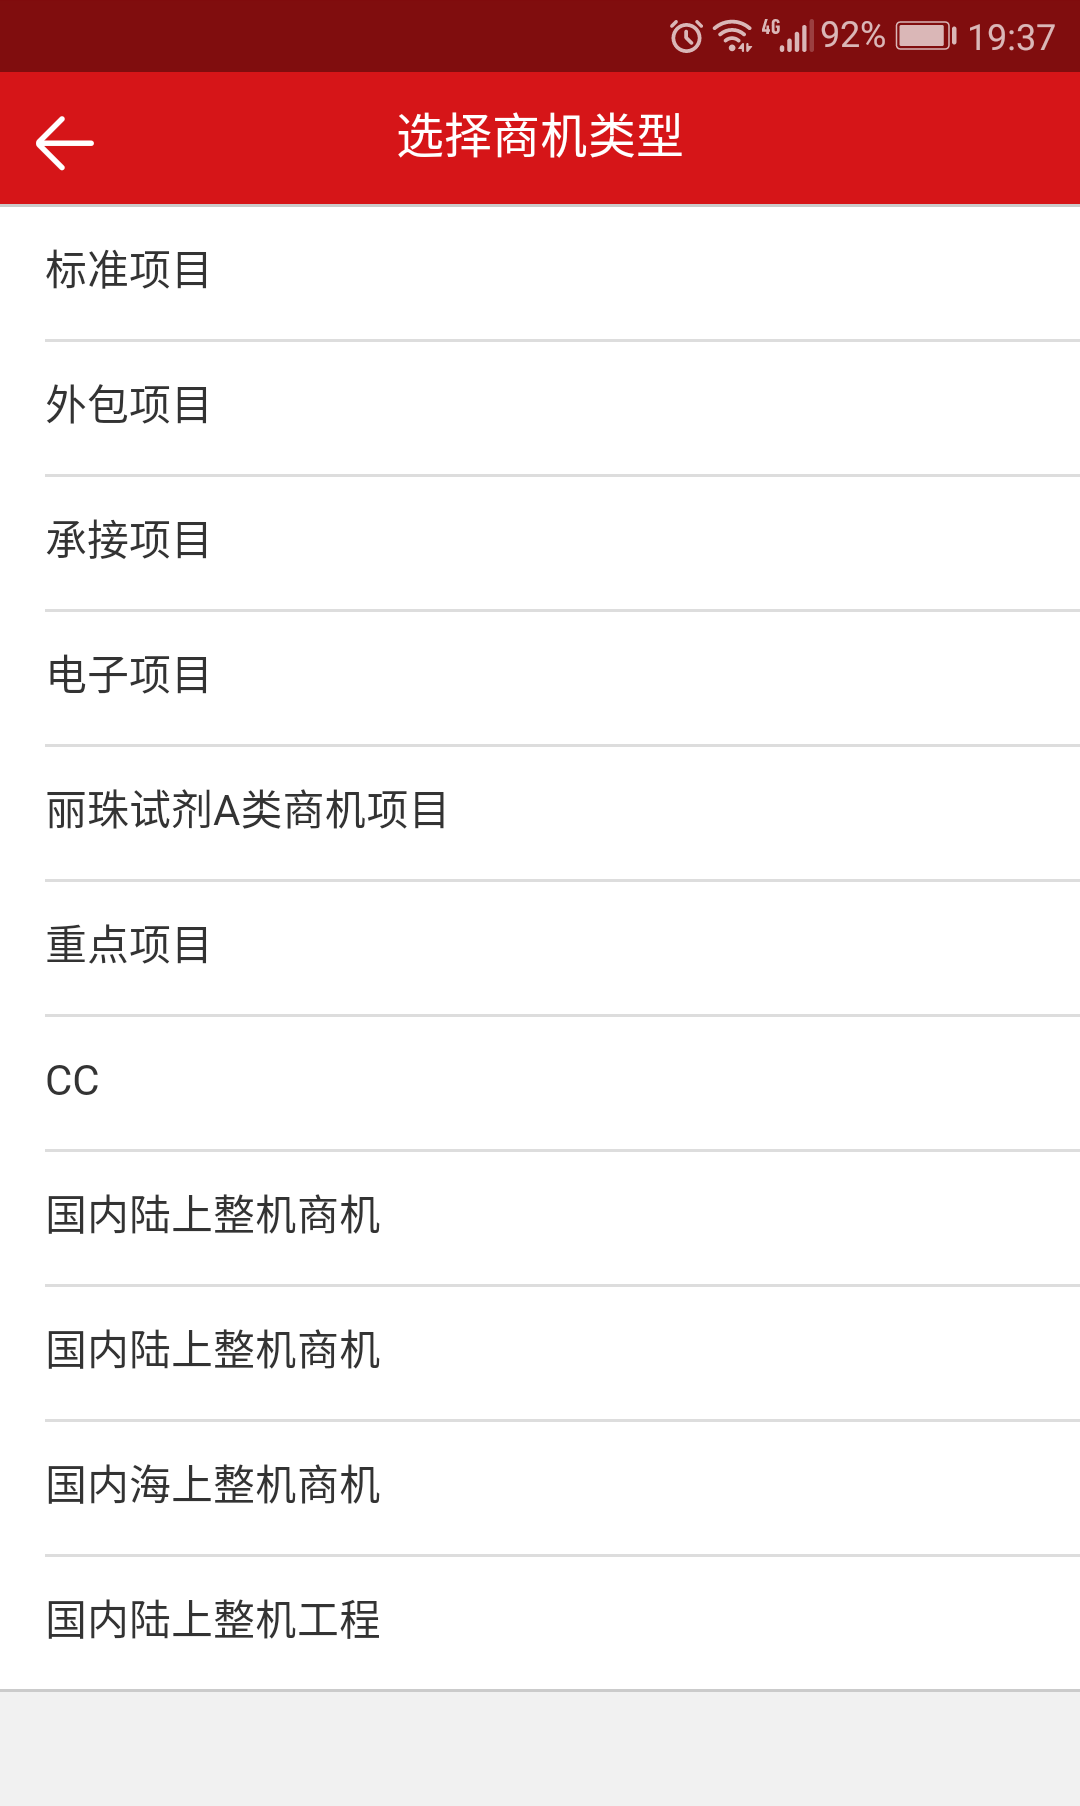 4G 92% 19:37
选择商机类型
标准项目
外包项目
承接项目
电子项目
丽珠试剂A类商机项目
重点项目
CC
国内陆上整机商机
国内陆上整机商机
国内海上整机商机
国内陆上整机工程